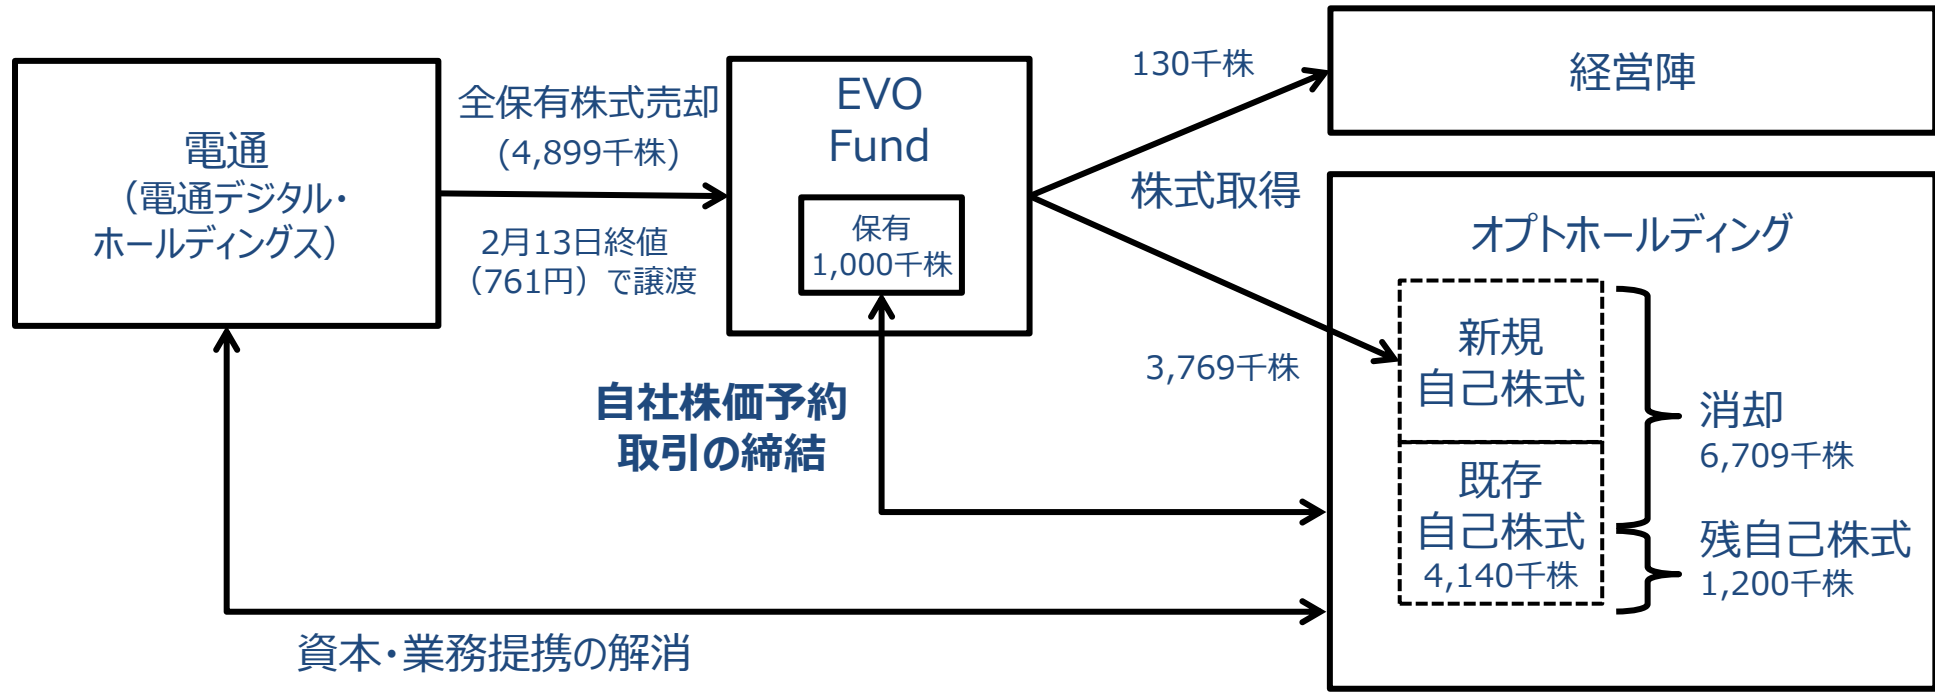 電通
（電通デジタル・
ホールディングス）
全保有株式売却
(4,899千株)
2月13日終値
（761円）で譲渡
EVO
Fund
保有
1,000千株
130千株
株式取得
3,769千株
経営陣
オプトホールディング
新規
自己株式
既存
自己株式
4,140千株
消却
6,709千株
残自己株式
1,200千株
自社株価予約
取引の締結
資本・業務提携の解消